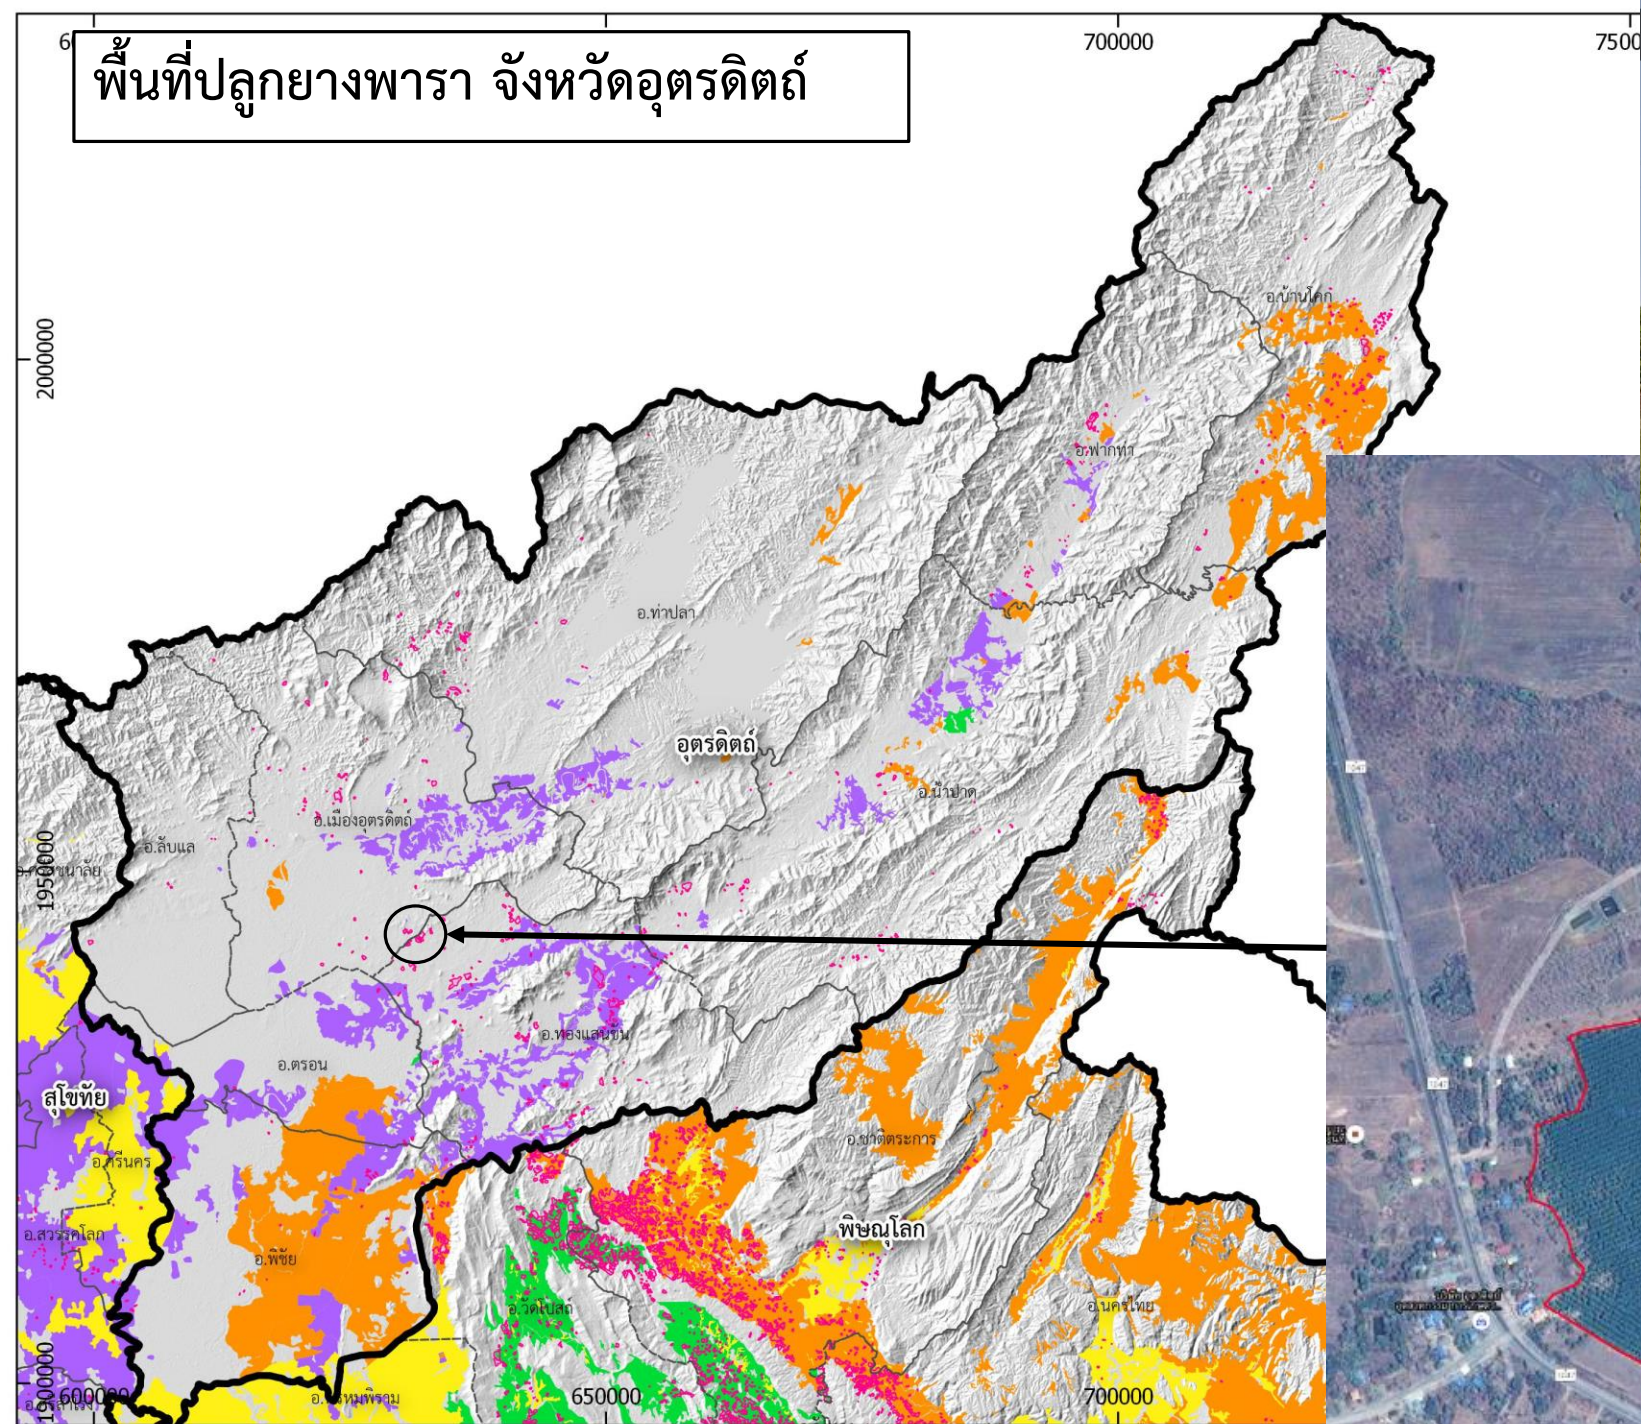 พื้นที่ปลูกยางพารา จังหวัดอุตรดิตถ์
700000
2000000
อ.บ้านโคก
อ.ฟากท่า
อ.ท่าปลา
อุตรดิตถ์
อ.น้ำปาด
อ.เมืองอุตรดิตถ์
อ.ลับแล
1950000
อ.ทองแสนขัน
อ.ตรอน
สุโขทัย
อ.ศรีนคร
อ.ชาติตระการ
อ.สวรรคโลก
อ.พิชัย
พิษณุโลก
อ.วัดโบสถ์
อ.นครไทย
1900000
600000
650000
700000